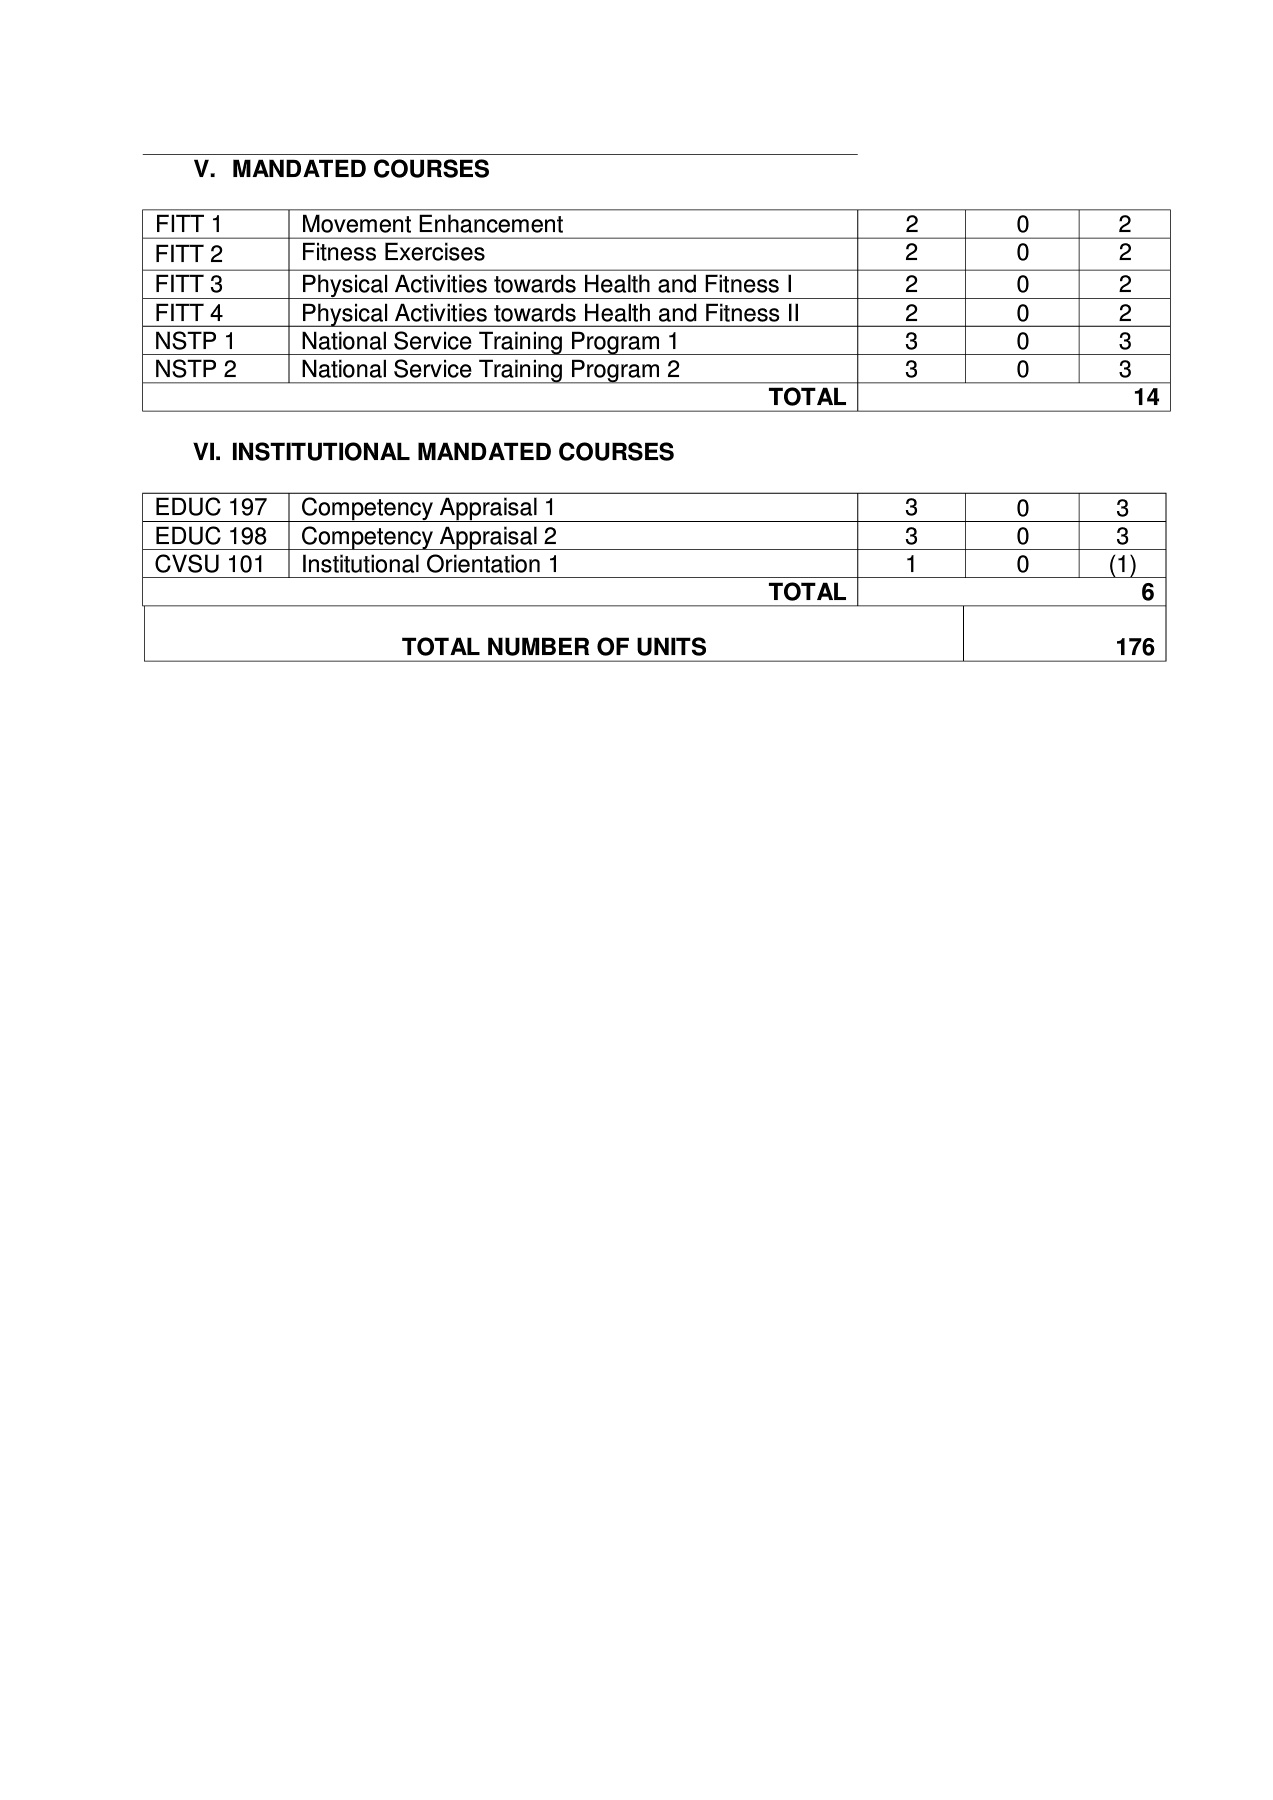 V. MANDATED COURSES
FITT 1 Movement Enhancement 2 0 2
FITT 2 Fitness Exercises 2 0 2
FITT 3 Physical Activities towards Health and Fitness I 2 0 2
FITT 4 Physical Activities towards Health and Fitness II 2 0 2
NSTP 1 National Service Training Program 1 3 0 3
NSTP 2 National Service Training Program 2 3 0 3
TOTAL 14
VI. INSTITUTIONAL MANDATED COURSES
EDUC 197 Competency Appraisal 1 3 0 3
EDUC 198 Competency Appraisal 2 3 0 3
CVSU 101 Institutional Orientation 1 1 0 (1)
TOTAL 6
TOTAL NUMBER OF UNITS 176